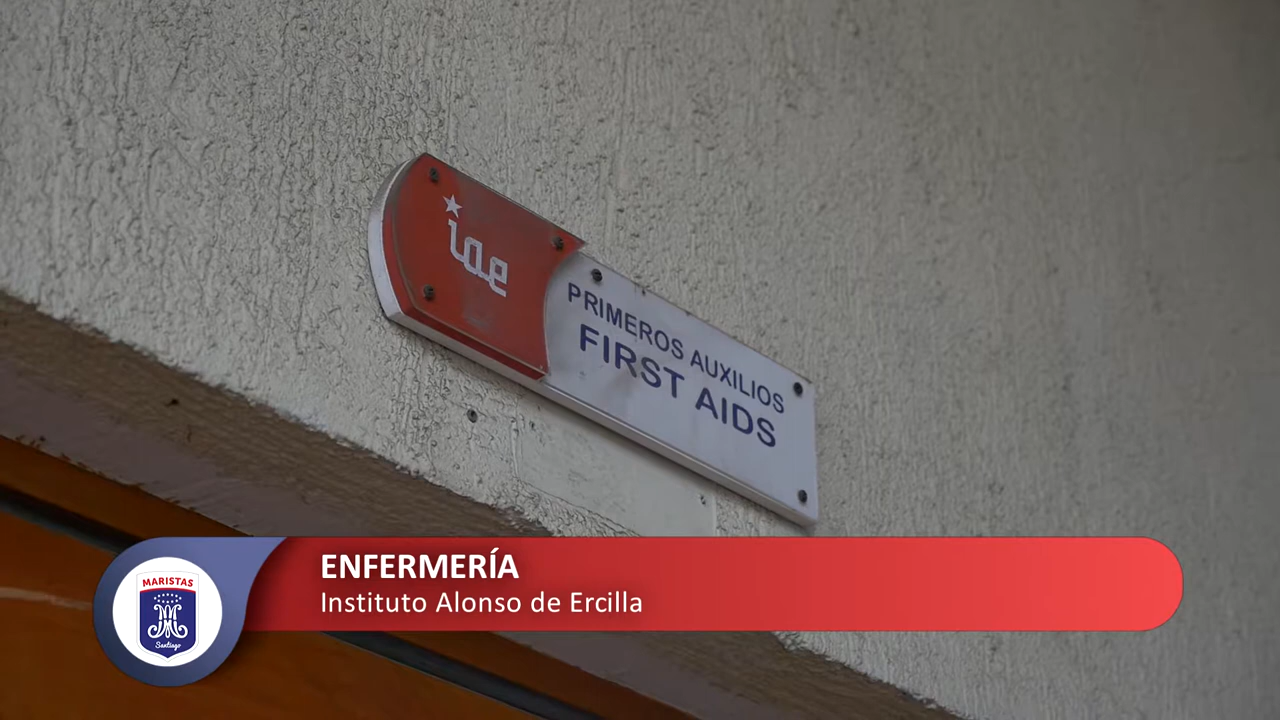 iae
PRIMEROS AUXILIOS
FIRST AIDS
ENFERMERÍA
Instituto Alonso de Ercilla
MARISTAS
Santiago